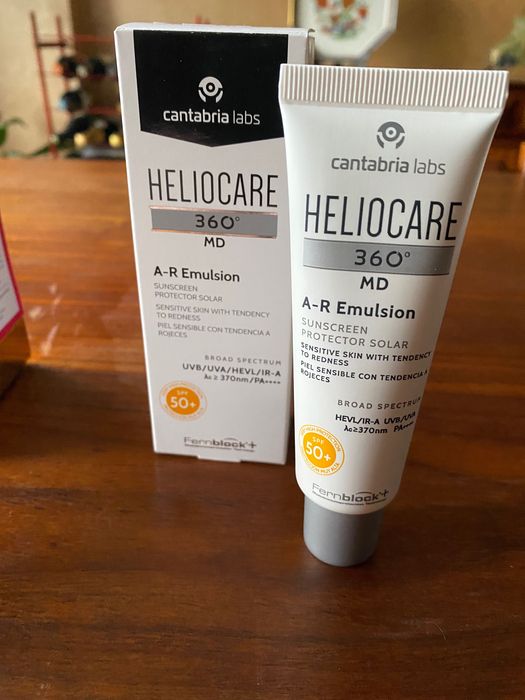 cantabria labs
HELIOCARE
360°
MD
A-R Emulsion
SUNSCREEN
PROTECTOR SOLAR
SENSITIVE SKIN WITH TENDENCY
TO REDNESS
PIEL SENSIBLE CON TENDENCIA A
ROJECES
BROAD SPECTRUM
UVB/UVA/HEVL/IR-A
λc≥370nm/PA++++
SPF
50+
Fernblock+
cantabria labs
HELIOCARE
360°
MD
A-R Emulsion
SUNSCREEN
PROTECTOR SOLAR
SENSITIVE SKIN WITH TENDENCY
TO REDNESS
PIEL SENSIBLE CON TENDENCIA A
ROJECES
BROAD SPECTRUM
HEVL/IR-A UVB/UVA
λc≥370nm PA++++
VERY HIGH PROTECTION
SPF
50+
Fernblock+